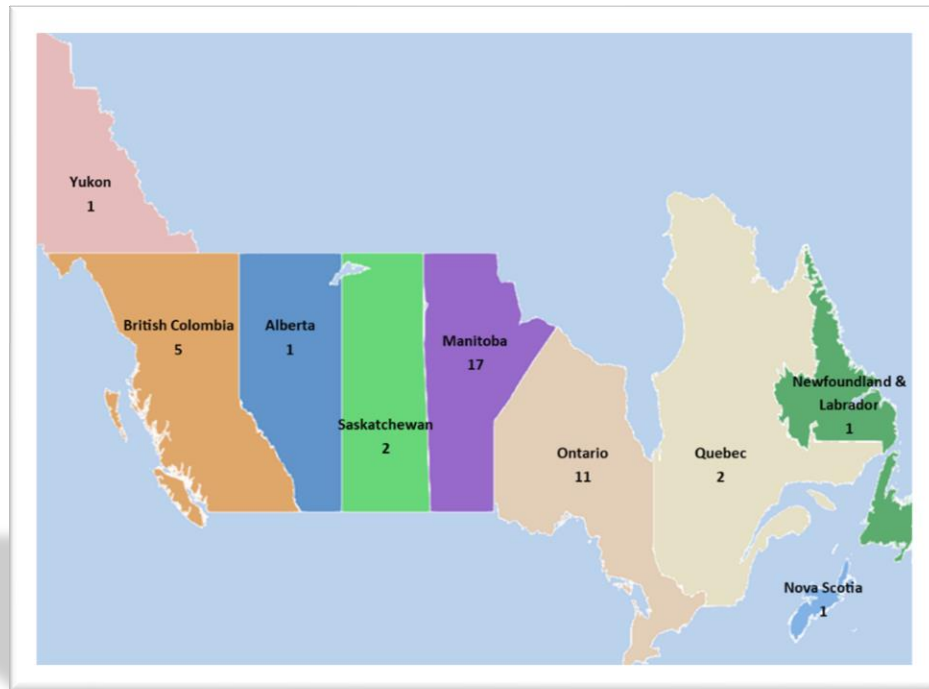 Yukon
1
British Colombia
5
Alberta
1
Saskatchewan
2
Manitoba
17
Ontario
11
Quebec
2
Newfoundland &
Labrador
1
Nova Scotia
1